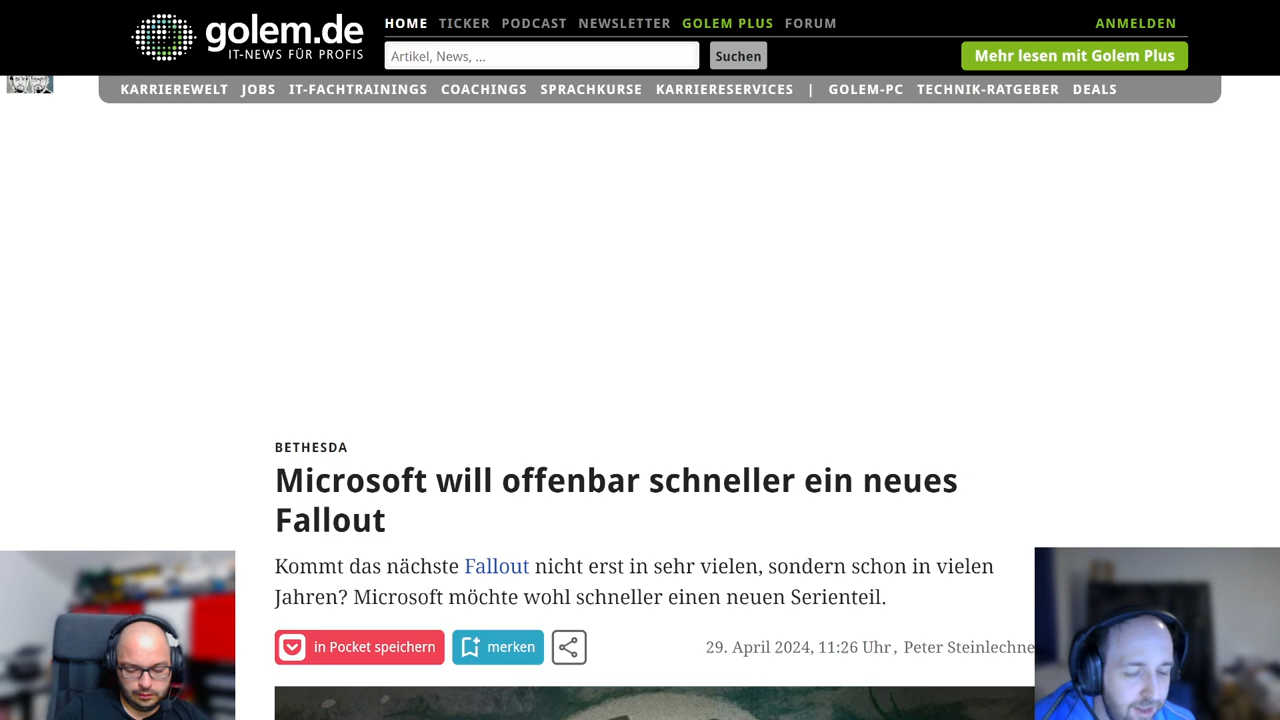 golem.de
IT-NEWS FÜR PROFIS
HOME TICKER PODCAST NEWSLETTER GOLEM PLUS FORUM
ANMELDEN
Artikel, News, ...
Suchen
Mehr lesen mit Golem Plus
KARRIEREWELT JOBS IT-FACHTRAININGS COACHINGS SPRACHKURSE KARRIERESERVICES | GOLEM-PC TECHNIK-RATGEBER DEALS
BETHESDA
Microsoft will offenbar schneller ein neues
Fallout
Kommt das nächste Fallout nicht erst in sehr vielen, sondern schon in vielen
Jahren? Microsoft möchte wohl schneller einen neuen Serienteil.
in Pocket speichern
merken
29. April 2024, 11:26 Uhr, Peter Steinlechne